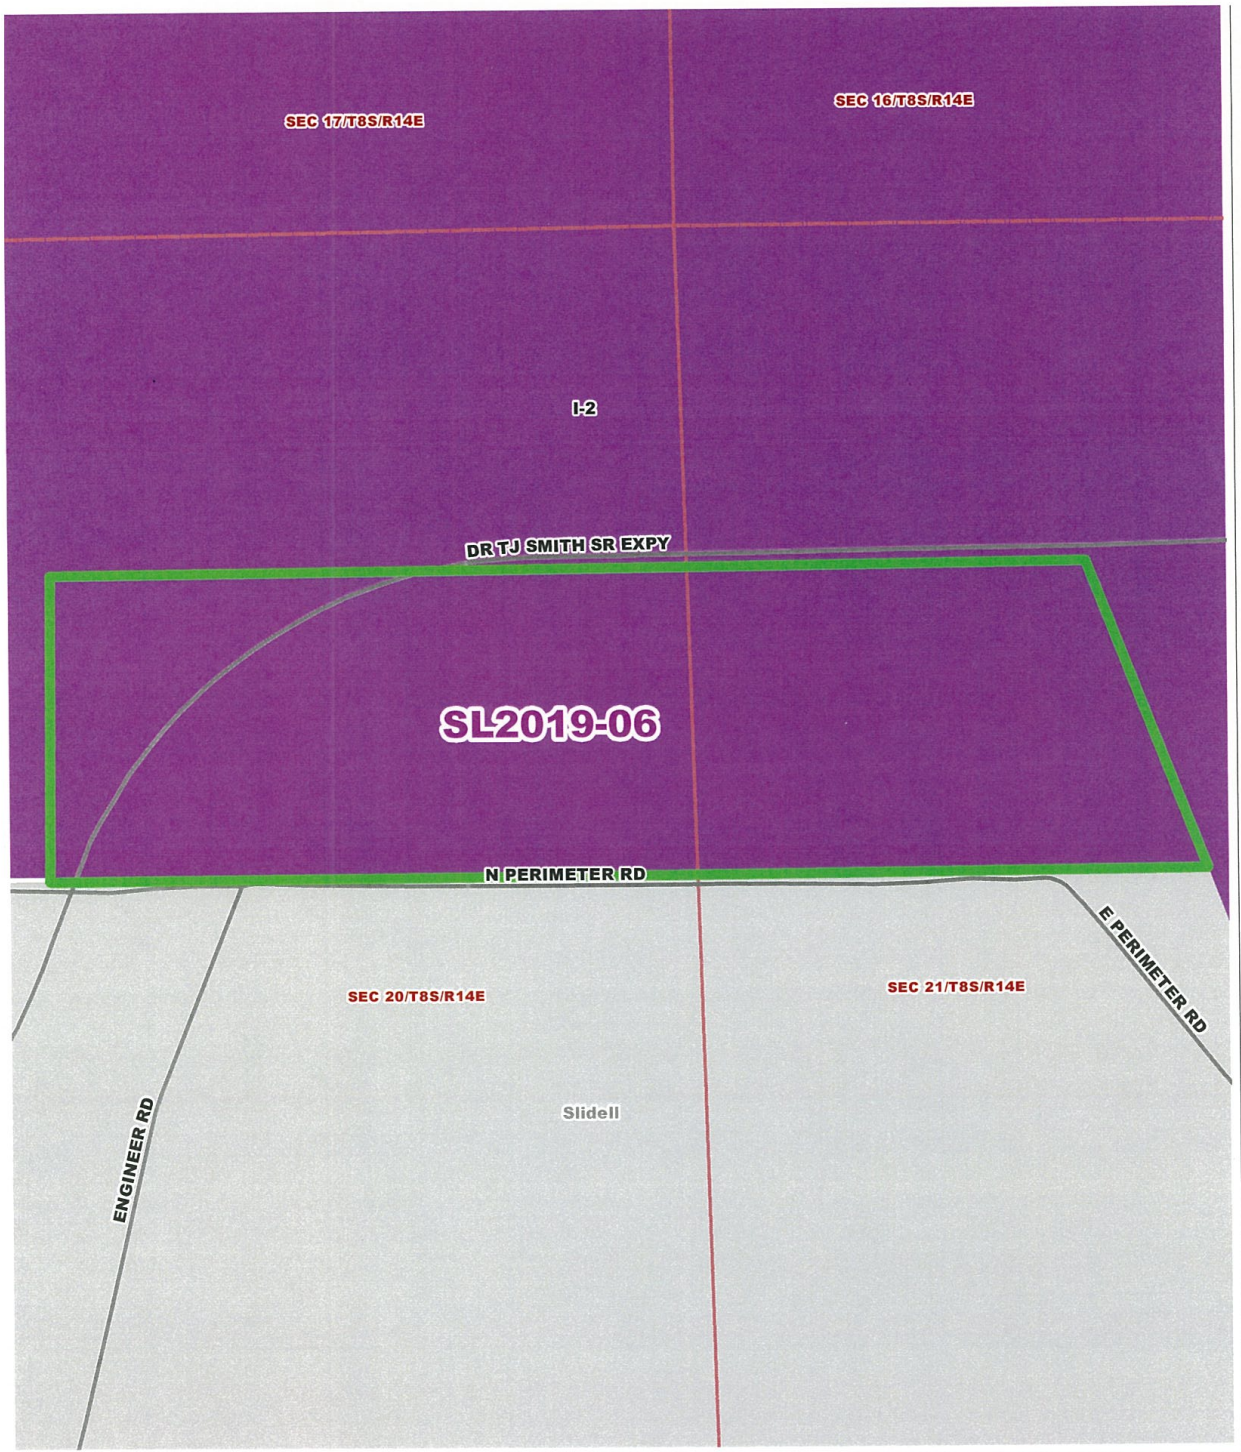 SEC 16/T8S/R14E
SEC 17/T8S/R14E
I-2
DR TJ SMITH SR EXPY
SL2019-06
N PERIMETER RD
E PERIMETER RD
SEC 21/T8S/R14E
SEC 20/T8S/R14E
Slidell
ENGINEER RD